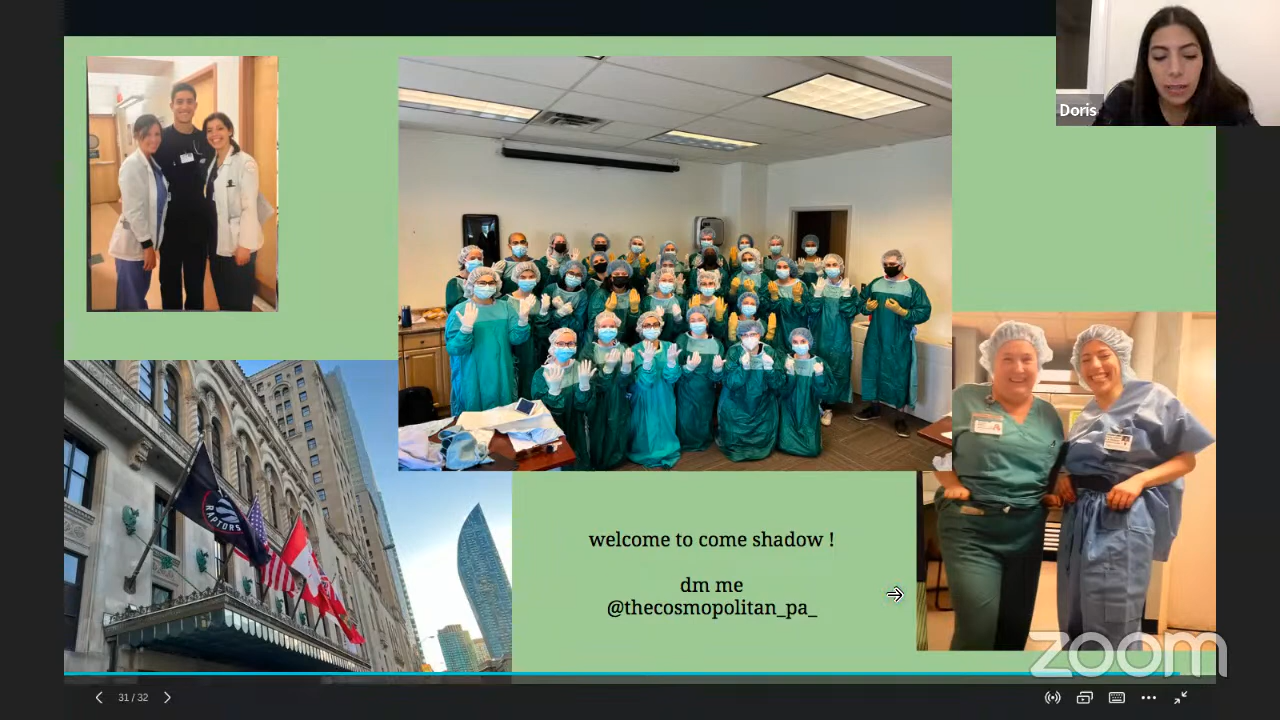 Doris
RAPTORS
welcome to come shadow !
dm me
@thecosmopolitan_pa_
zoom
31 / 32